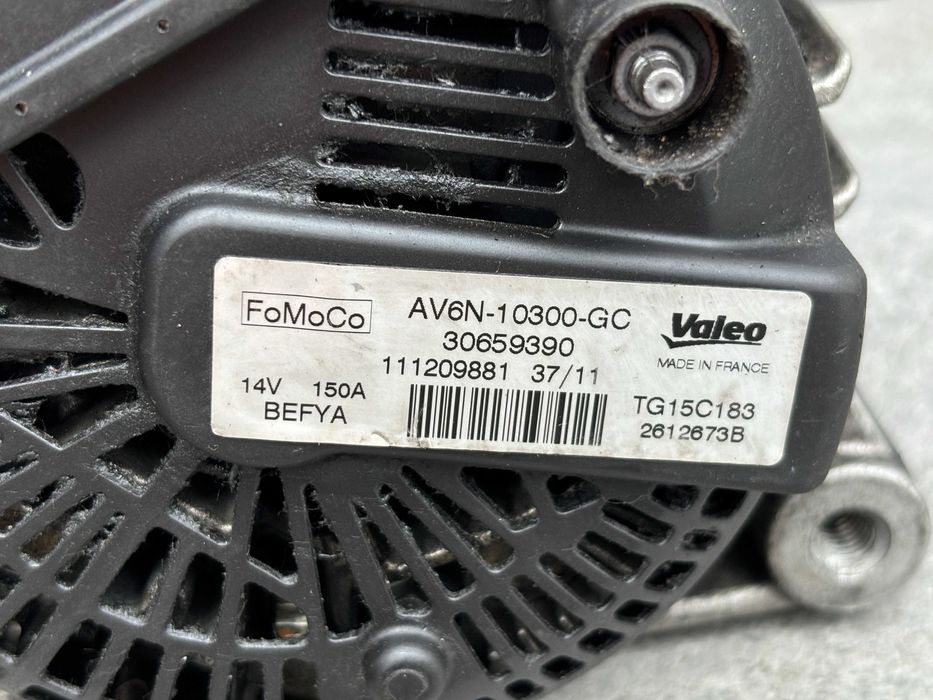 FoMoCo
AV6N-10300-GC
30659390
111209881 37/11
14V 150A
BEFYA
Valeo
MADE IN FRANCE
TG15C183
2612673B